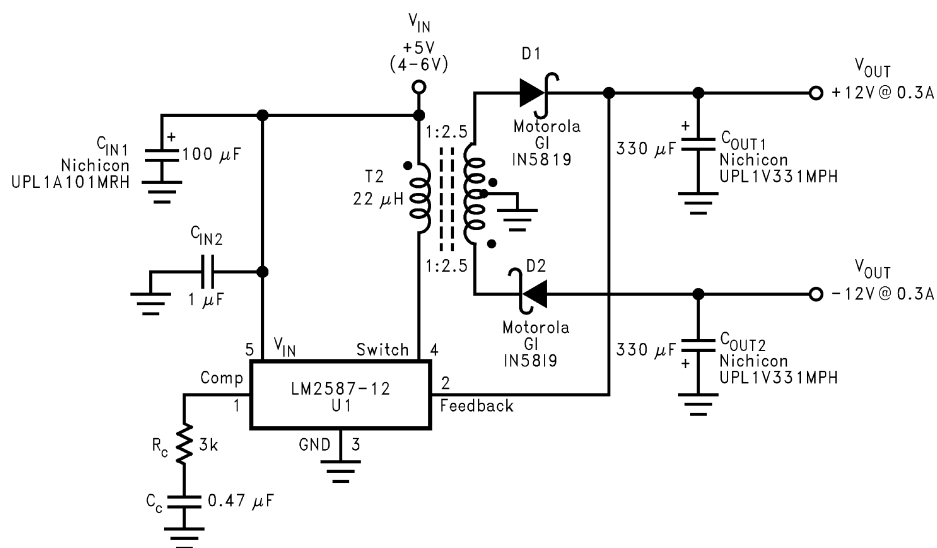 V_IN
+5V
(4-6V)
D1
V_OUT
+12V @ 0.3A
1:2.5
Motorola
GI
IN5819
C_IN1
Nichicon
UPL1A101MRH
+
100 μF
T2
22 μH
330 μF
+
C_OUT1
Nichicon
UPL1V331MPH
C_IN2
1 μF
1:2.5
D2
Motorola
GI
IN5819
V_OUT
-12V @ 0.3A
330 μF
+
C_OUT2
Nichicon
UPL1V331MPH
5
V_IN
Switch
4
Comp
1
LM2587-12
U1
2
Feedback
GND
3
R_c
3k
C_c
0.47 μF